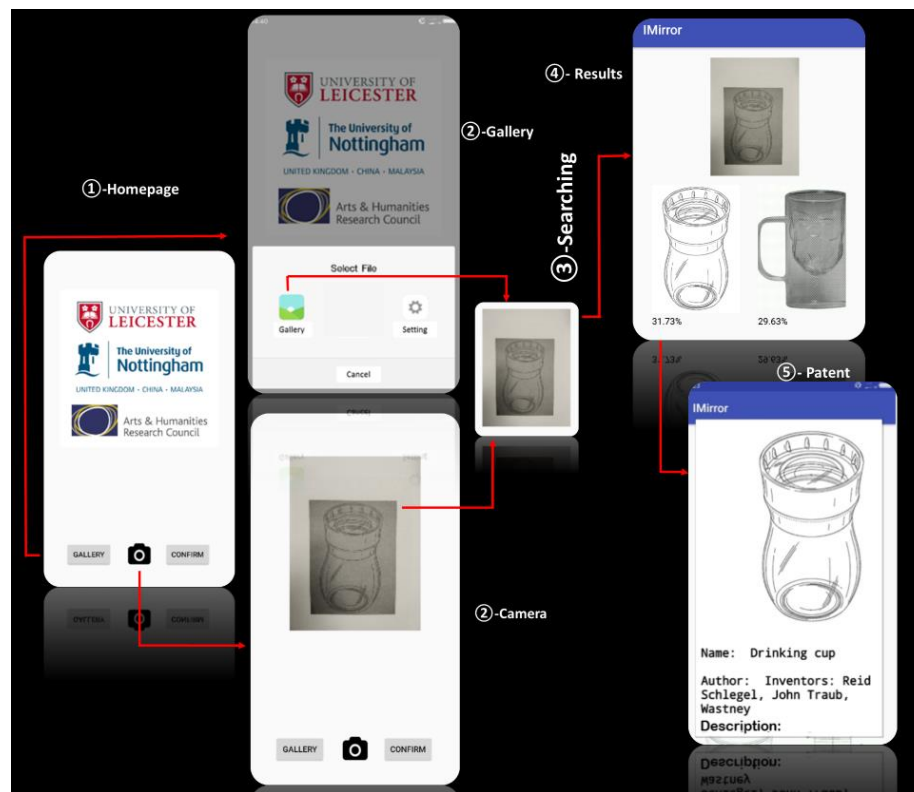 ①-Homepage
UNIVERSITY OF
LEICESTER
The University of
Nottingham
UNITED KINGDOM - CHINA - MALAYSIA
Arts & Humanities
Research Council
GALLERY
CONFIRM
②-Gallery
UNIVERSITY OF
LEICESTER
The University of
Nottingham
UNITED KINGDOM - CHINA - MALAYSIA
Arts & Humanities
Research Council
Select File
Gallery
Setting
Cancel
②-Camera
GALLERY
CONFIRM
③-Searching
④- Results
IMirror
31.73%
29.63%
⑤- Patent
IMirror
Name: Drinking cup
Author: Inventors: Reid
Schlegel, John Traub,
Wastney
Description: